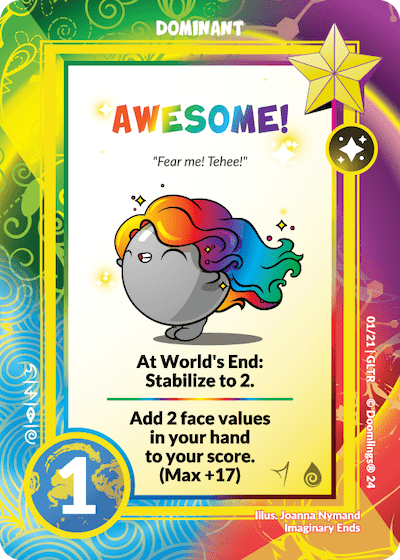 DOMINANT
AWESOME!
"Fear me! Tehee!"
At World's End:
Stabilize to 2.
Add 2 face values
in your hand
to your score.
(Max +17)
1
01/21 | GLTR © Doomlings® 24
Illus. Joanna Nymand
Imaginary Ends